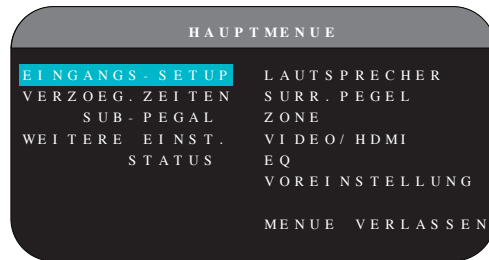 HAUPTMENUE
EINGANGS-SETUP LAUTSPRECHER
VERZOEG. ZEITEN SURR. PEGEL
SUB-PEGAL ZONE
WEITERE EINST. VIDEO/HDMI
STATUS EQ
VOREINSTELLUNG
MENUE VERLASSEN